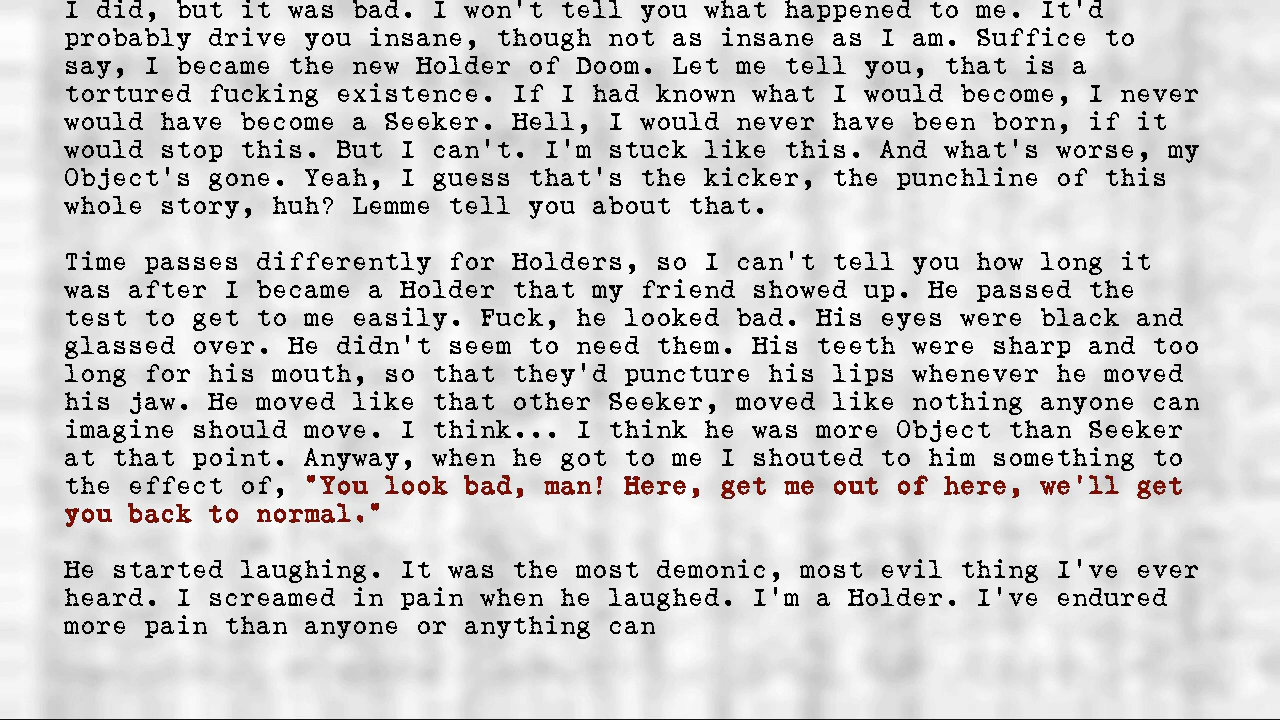 I did, but it was bad. I won't tell you what happened to me. It'd
probably drive you insane, though not as insane as I am. Suffice to
say, I became the new Holder of Doom. Let me tell you, that is a
tortured fucking existence. If I had known what I would become, I never
would have become a Seeker. Hell, I would never have been born, if it
would stop this. But I can't. I'm stuck like this. And what's worse, my
Object's gone. Yeah, I guess that's the kicker, the punchline of this
whole story, huh? Lemme tell you about that.
Time passes differently for Holders, so I can't tell you how long it
was after I became a Holder that my friend showed up. He passed the
test to get to me easily. Fuck, he looked bad. His eyes were black and
glassed over. He didn't seem to need them. His teeth were sharp and too
long for his mouth, so that they'd puncture his lips whenever he moved
his jaw. He moved like that other Seeker, moved like nothing anyone can
imagine should move. I think... I think he was more Object than Seeker
at that point. Anyway, when he got to me I shouted to him something to
the effect of, "You look bad, man! Here, get me out of here, we'll get
you back to normal."
He started laughing. It was the most demonic, most evil thing I've ever
heard. I screamed in pain when he laughed. I'm a Holder. I've endured
more pain than anyone or anything can